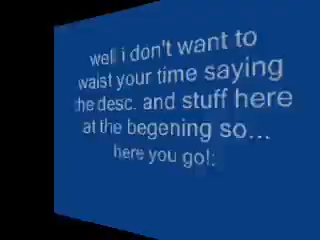 well i don't want to
waist your time saying
the desc. and stuff here
at the begening so...
here you go!: